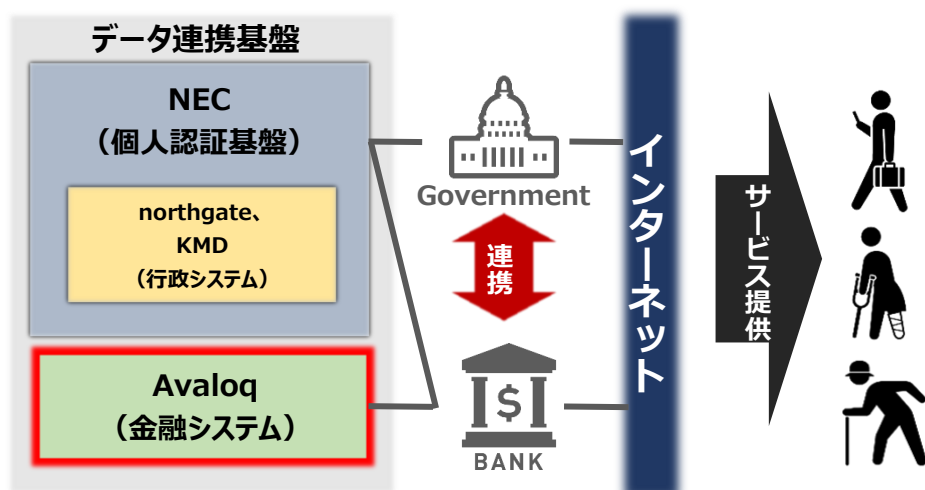 データ連携基盤
NEC
（個人認証基盤）
northgate、
KMD
（行政システム）
Avaloq
（金融システム）
Government
連携
$
BANK
インターネット
サービス提供